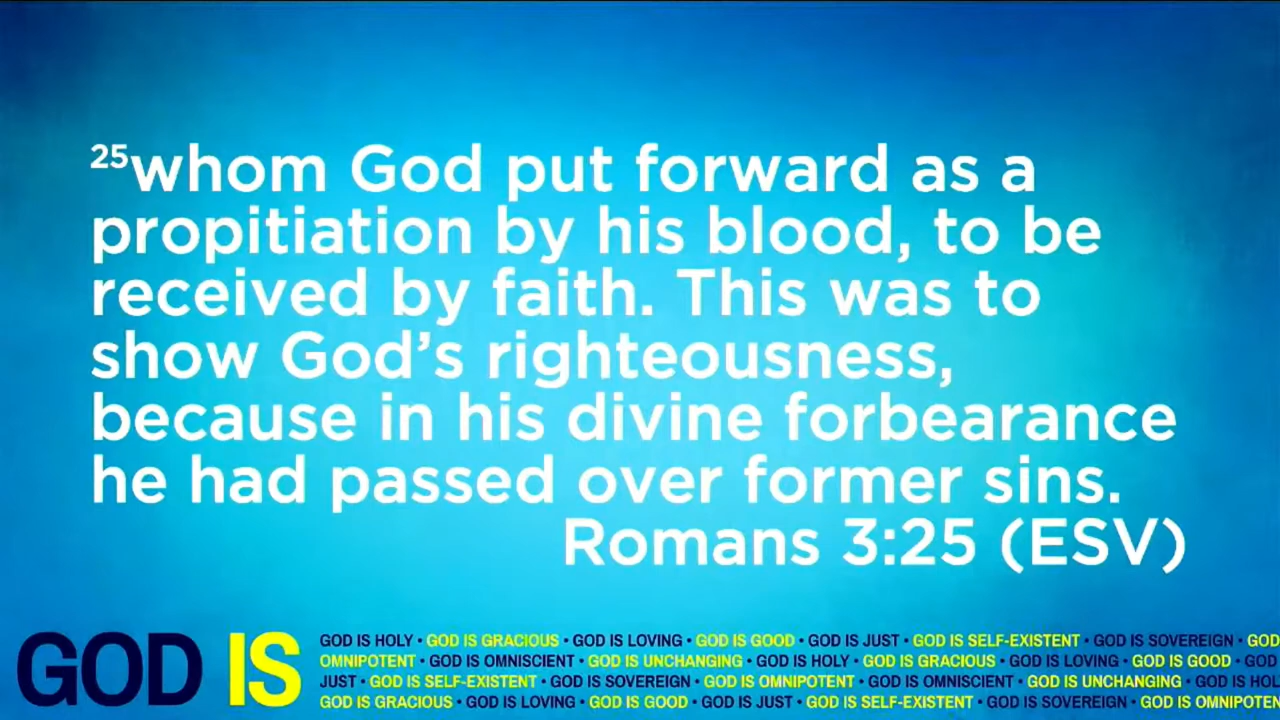 25whom God put forward as a
propitiation by his blood, to be
received by faith. This was to
show God’s righteousness,
because in his divine forbearance
he had passed over former sins.
Romans 3:25 (ESV)
GOD IS
GOD IS HOLY • GOD IS GRACIOUS • GOD IS LOVING • GOD IS GOOD • GOD IS JUST • GOD IS SELF-EXISTENT • GOD IS SOVEREIGN • GOD
OMNIPOTENT • GOD IS OMNISCIENT • GOD IS UNCHANGING • GOD IS HOLY • GOD IS GRACIOUS • GOD IS LOVING • GOD IS GOOD • GOD
JUST • GOD IS SELF-EXISTENT • GOD IS SOVEREIGN • GOD IS OMNIPOTENT • GOD IS OMNISCIENT • GOD IS UNCHANGING • GOD IS HOL
GOD IS GRACIOUS • GOD IS LOVING • GOD IS GOOD • GOD IS JUST • GOD IS SELF-EXISTENT • GOD IS SOVEREIGN • GOD IS OMNIPOTEN